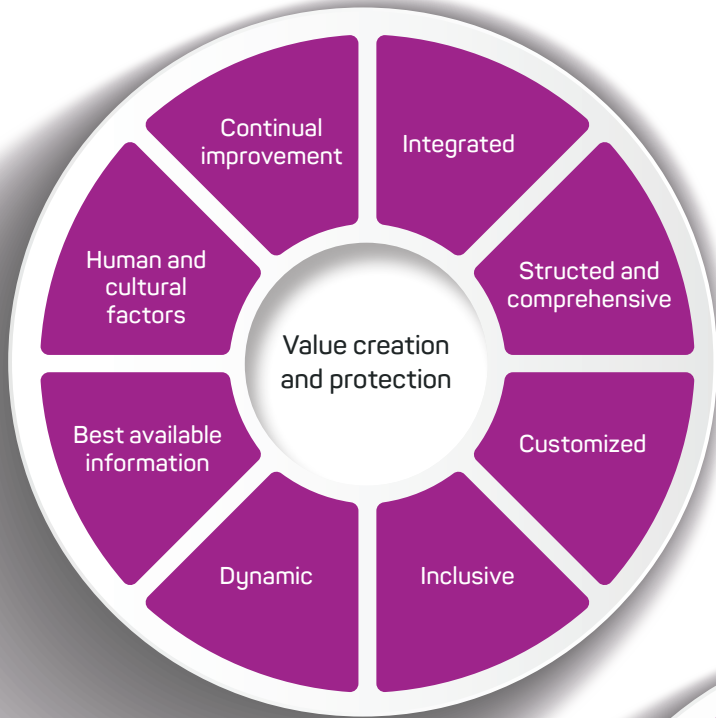 Continual
improvement
Integrated
Human and
cultural
factors
Structed and
comprehensive
Value creation
and protection
Best available
information
Customized
Dynamic
Inclusive